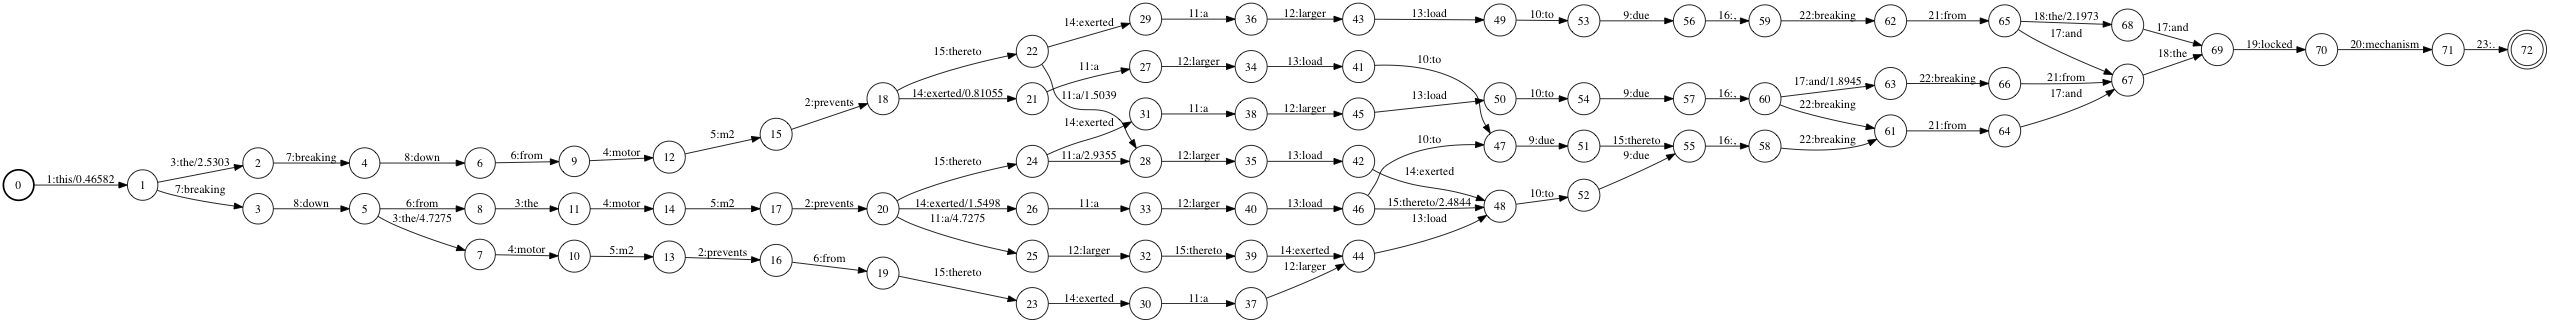 14:exerted 29 11:a 36 12:larger 43 13:load 49 10:to 53 9:due 56 16:, 59 22:breaking 62 21:from 65 18:the/2.1973 68 17:and
15:thereto 22 17:and 69 19:locked 70 20:mechanism 71 23:. 72
11:a 27 12:larger 34 13:load 41 10:to 18:the
2:prevents 18 14:exerted/0.81055 21 11:a/1.5039 13:load 50 10:to 54 9:due 57 16:, 60 17:and/1.8945 63 22:breaking 66 21:from 67
14:exerted 31 11:a 38 12:larger 45 22:breaking 17:and
5:m2 15 10:to 47 9:due 51 15:thereto 55 16:, 58 22:breaking 61 21:from 64
3:the/2.5303 2 7:breaking 4 8:down 6 6:from 9 4:motor 12 15:thereto 24 11:a/2.9355 28 12:larger 35 13:load 42 14:exerted 9:due
0 1:this/0.46582 1 7:breaking 10:to 52
3 8:down 5 6:from 8 3:the 11 4:motor 14 5:m2 17 2:prevents 20 14:exerted/1.5498 26 11:a 33 12:larger 40 13:load 46 15:thereto/2.4844 48
3:the/4.7275 11:a/4.7275 13:load
7 4:motor 10 5:m2 13 2:prevents 16 6:from 19 25 12:larger 32 15:thereto 39 14:exerted 44
15:thereto 12:larger
23 14:exerted 30 11:a 37